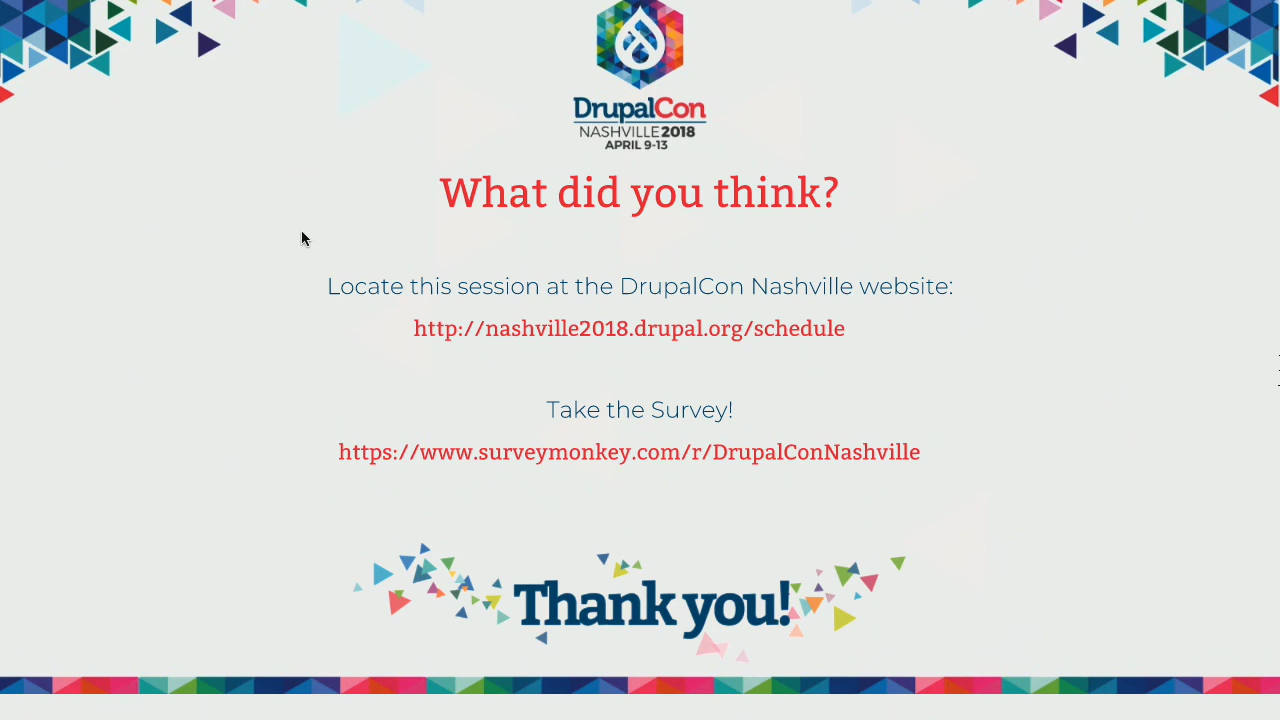 DrupalCon
NASHVILLE 2018
APRIL 9-13
What did you think?
Locate this session at the DrupalCon Nashville website:
http://nashville2018.drupal.org/schedule
Take the Survey!
https://www.surveymonkey.com/r/DrupalConNashville
Thank you!